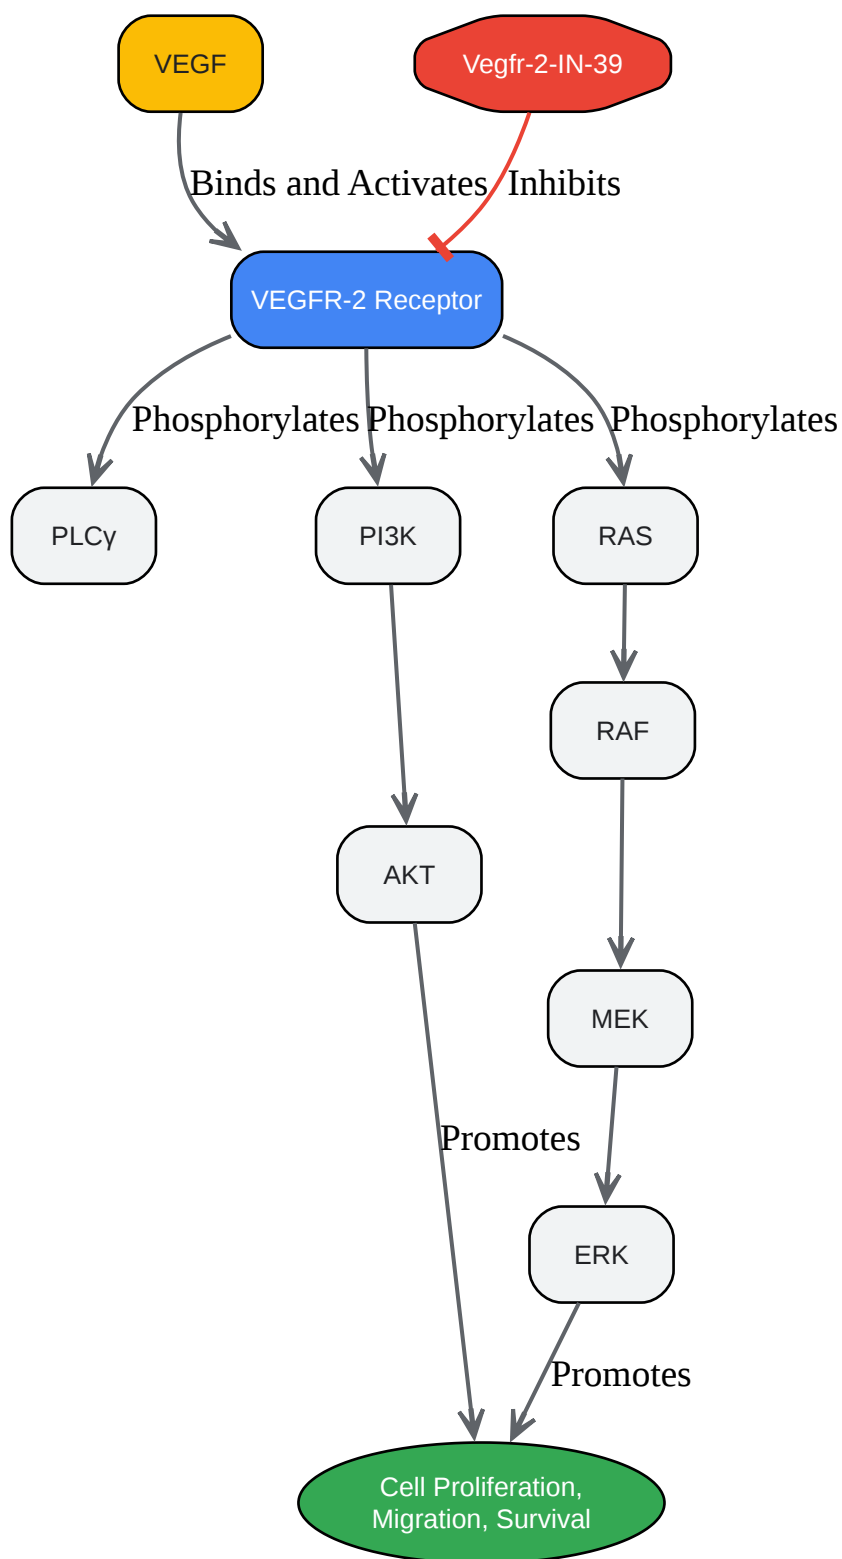 VEGF
Vegfr-2-IN-39
Binds and Activates
Inhibits
VEGFR-2 Receptor
Phosphorylates
Phosphorylates
Phosphorylates
PLCγ
PI3K
RAS
RAF
AKT
MEK
Promotes
ERK
Promotes
Cell Proliferation,
Migration, Survival